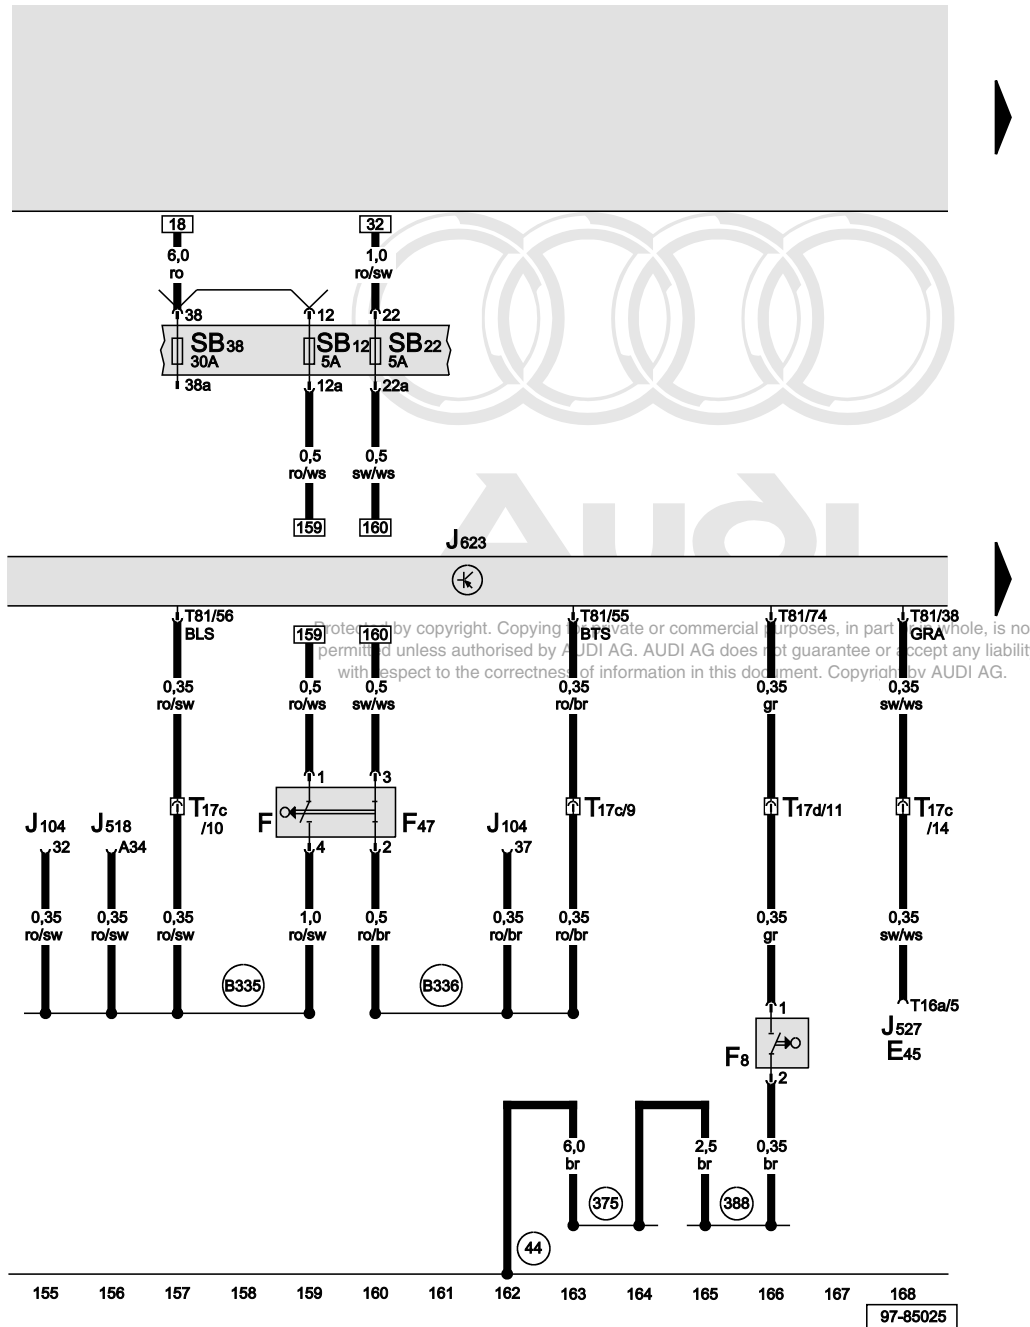 18 32
6,0 1,0
ro ro/sw
38 12 22
SB38 SB12 SB22
30A 5A 5A
38a 12a 22a
0,5 0,5
ro/ws sw/ws
159 160
Audi
J623
T81/56 T81/55 T81/74 T81/38
BLS BTS GRA
159 160
Protected by copyright. Copying for private or commercial purposes, in part or in whole, is no
permitted unless authorised by AUDI AG. AUDI AG does not guarantee or accept any liabilit
with respect to the correctness of information in this document. Copyright by AUDI AG.
0,35 0,5 0,5 0,35 0,35 0,35
ro/sw ro/ws sw/ws ro/br gr sw/ws
1 3
T17c/10 T17c/9 T17d/11 T17c/14
J104 J518 F F47 J104
32 A34 4 2 37
0,35 0,35 0,35 1,0 0,5 0,35 0,35 0,35 0,35
ro/sw ro/sw ro/sw ro/sw ro/br ro/br ro/br gr sw/ws
B335 B336
1 T16a/5
J527
F8 E45
2
6,0 2,5 0,35
br br br
375 388
44
155 156 157 158 159 160 161 162 163 164 165 166 167 168
97-85025